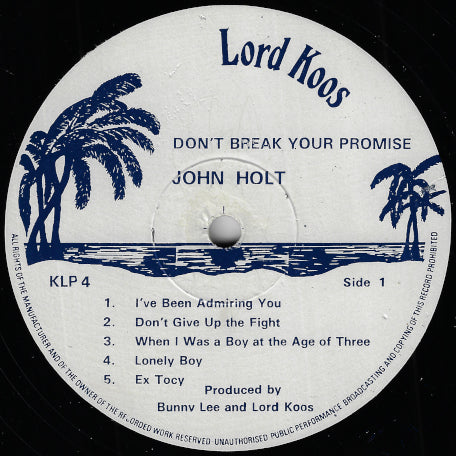 Lord Koos
DON'T BREAK YOUR PROMISE
JOHN HOLT
KLP 4
Side 1
1. I've Been Admiring You
2. Don't Give Up the Fight
3. When I Was a Boy at the Age of Three
4. Lonely Boy
5. Ex Tocy
Produced by
Bunny Lee and Lord Koos
ALL RIGHTS OF THE MANUFACTURER AND OF THE OWNER OF THE RECORDED WORK RESERVED UNAUTHORISED PUBLIC PERFORMANCE BROADCASTING AND COPYING OF THIS RECORD PROHIBITED